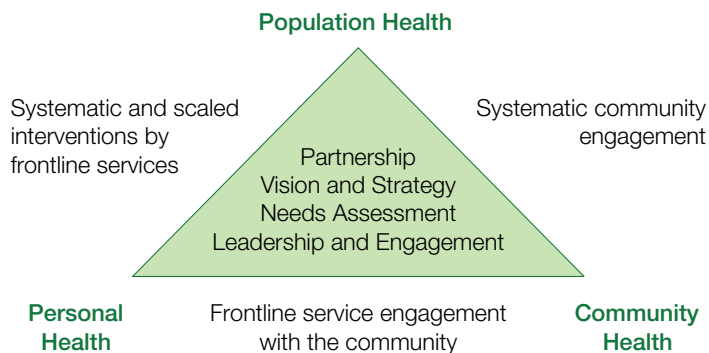 Population Health
Systematic and scaled
interventions by
frontline services
Systematic community
engagement
Partnership
Vision and Strategy
Needs Assessment
Leadership and Engagement
Personal
Health
Frontline service engagement
with the community
Community
Health